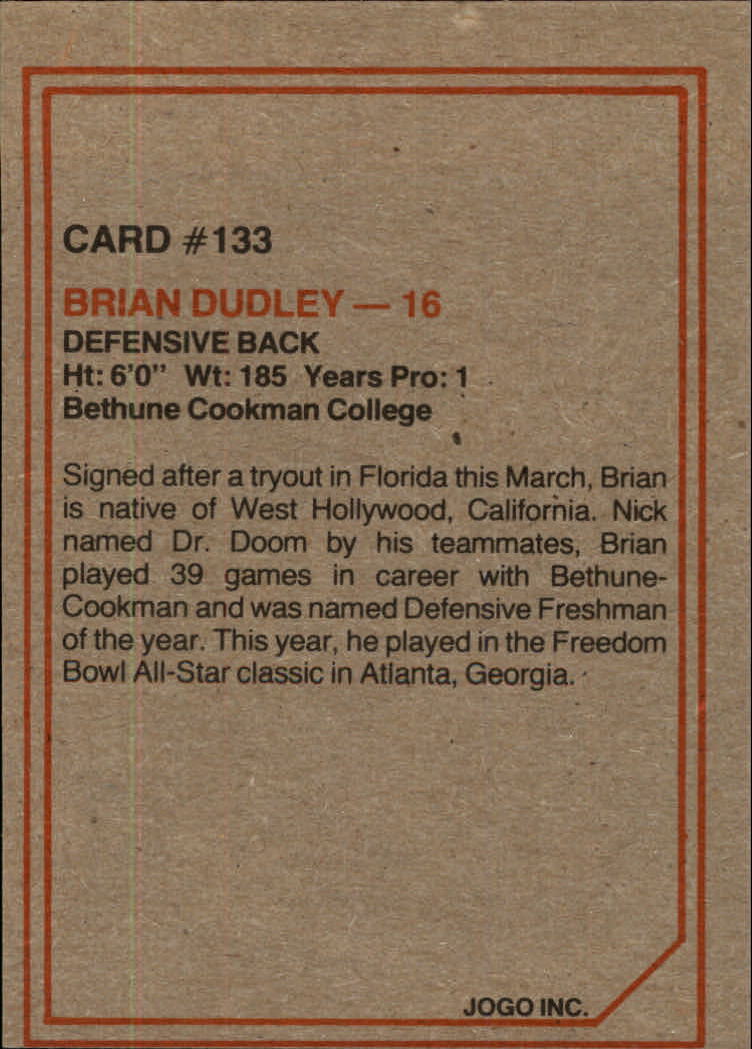 CARD #133
BRIAN DUDLEY — 16
DEFENSIVE BACK
Ht: 6'0" Wt: 185 Years Pro: 1
Bethune Cookman College
Signed after a tryout in Florida this March, Brian
is native of West Hollywood, California. Nick
named Dr. Doom by his teammates, Brian
played 39 games in career with Bethune-
Cookman and was named Defensive Freshman
of the year. This year, he played in the Freedom
Bowl All-Star classic in Atlanta, Georgia.
JOGO INC.